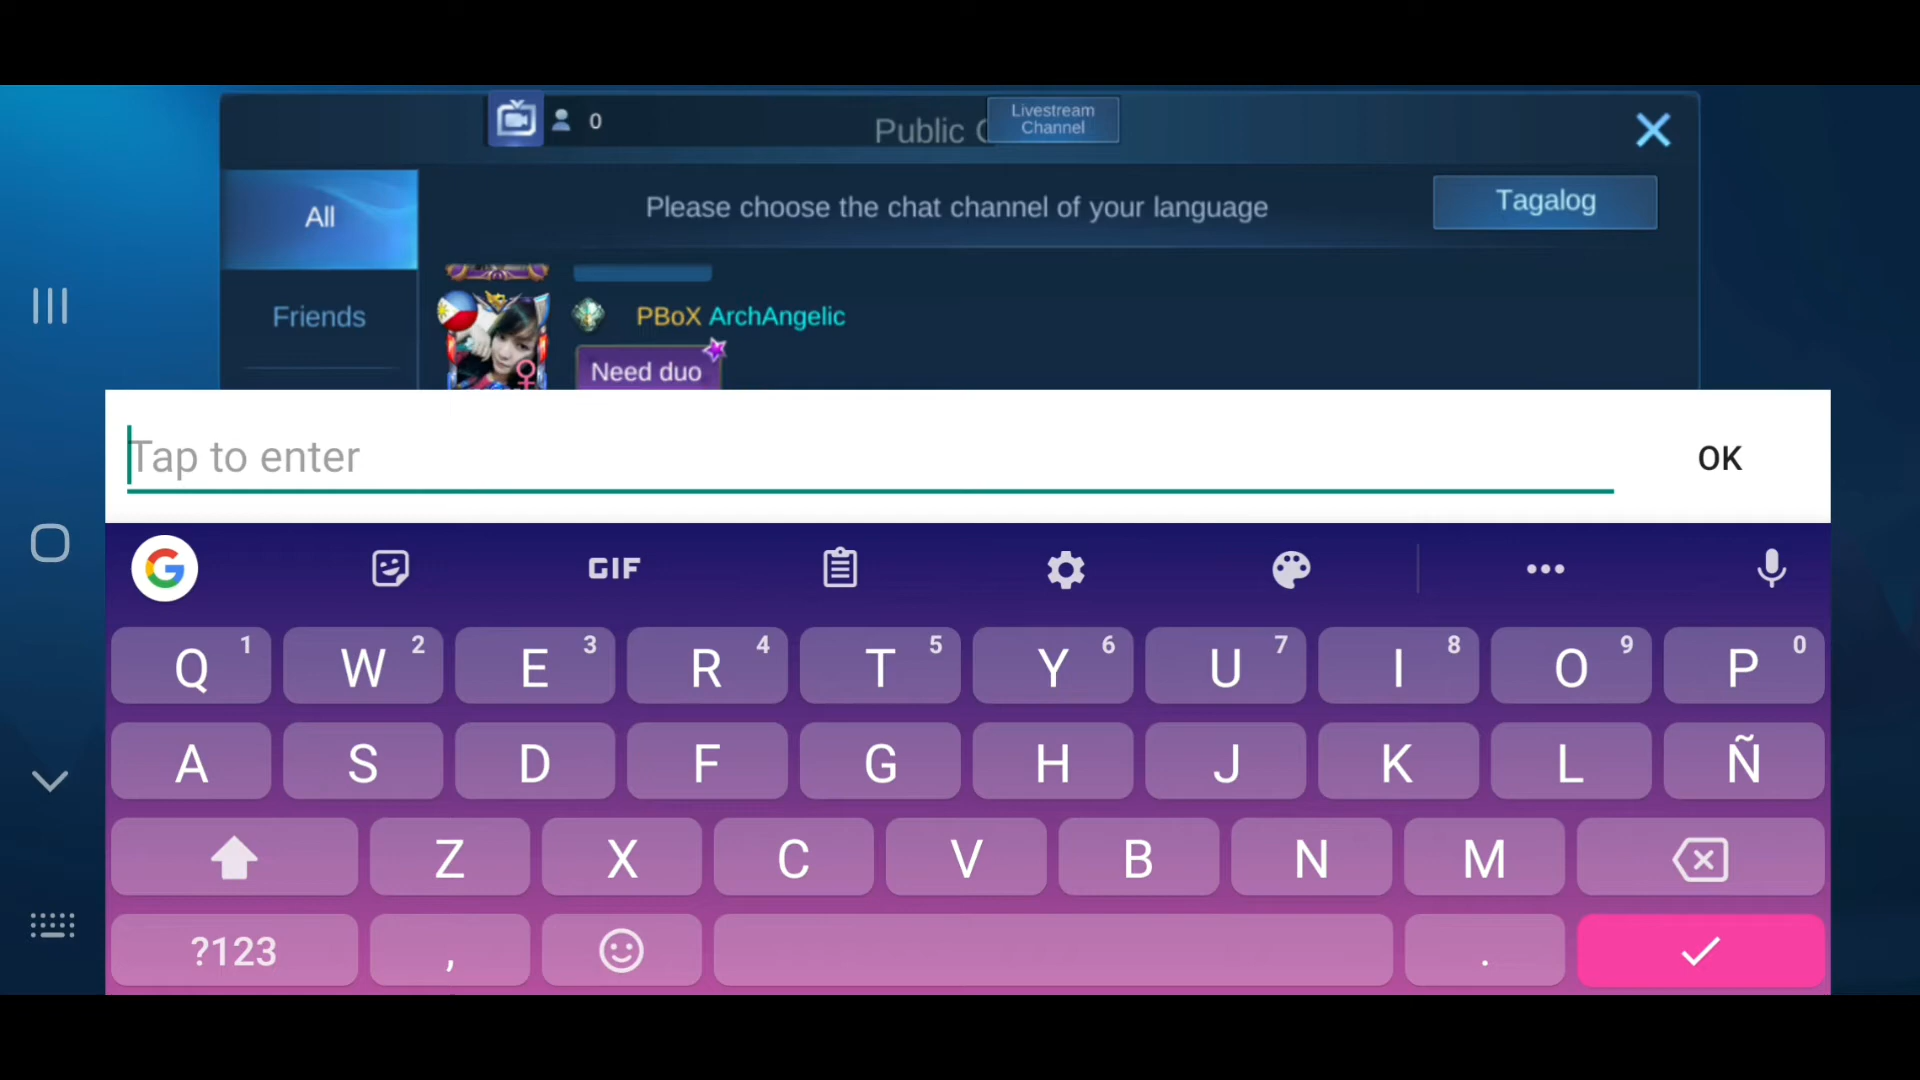 0
Public C
Livestream
Channel
All
Please choose the chat channel of your language
Tagalog
Friends
PBoX ArchAngelic
Need duo
Tap to enter
OK
G
GIF
Q 1 W 2 E 3 R 4 T 5 Y 6 U 7 I 8 O 9 P 0
A S D F G H J K L Ñ
Z X C V B N M
?123 , .